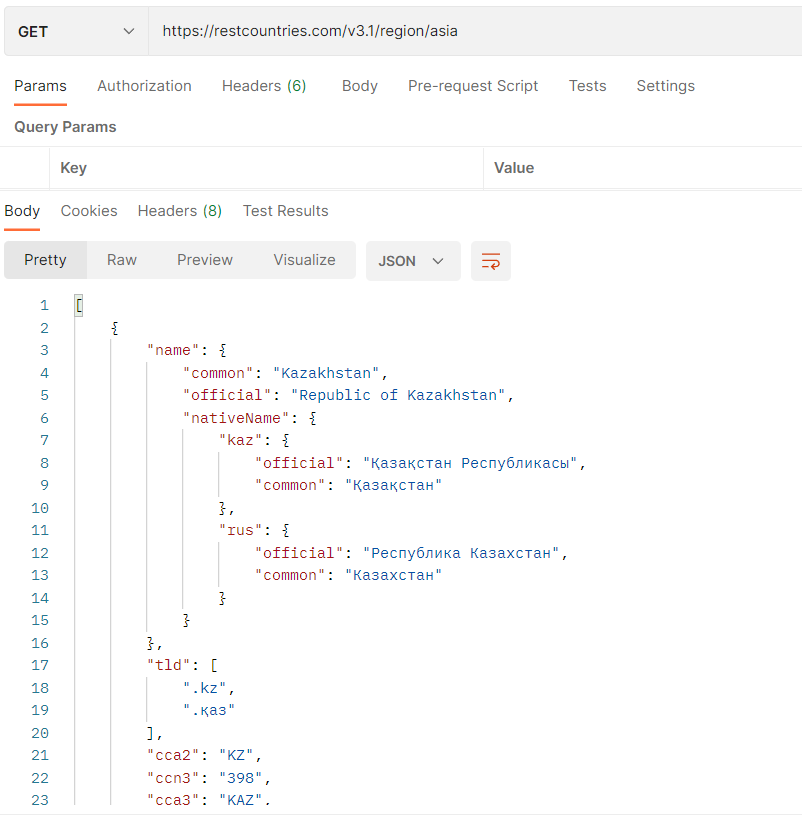 GET https://restcountries.com/v3.1/region/asia
Params Authorization Headers (6) Body Pre-request Script Tests Settings
Query Params
Key Value
Body Cookies Headers (8) Test Results
Pretty Raw Preview Visualize JSON
1 [
2 {
3 "name": {
4 "common": "Kazakhstan",
5 "official": "Republic of Kazakhstan",
6 "nativeName": {
7 "kaz": {
8 "official": "Қазақстан Республикасы",
9 "common": "Қазақстан"
10 },
11 "rus": {
12 "official": "Республика Казахстан",
13 "common": "Казахстан"
14 }
15 }
16 },
17 "tld": [
18 ".kz",
19 ".қаз"
20 ],
21 "cca2": "KZ",
22 "ccn3": "398",
23 "cca3": "KAZ",